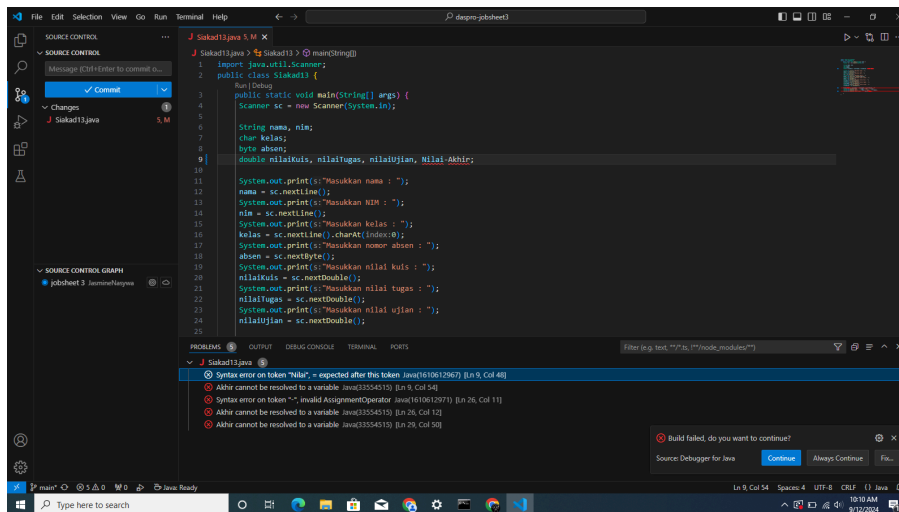 File Edit Selection View Go Run Terminal Help
daspro-jobsheet3
SOURCE CONTROL
SOURCE CONTROL
Message (Ctrl+Enter to commit o...
Commit
Changes 1
Siakad13.java 5, M
SOURCE CONTROL GRAPH
jobsheet 3 JasmineNasywa
Siakad13.java 5, M
Siakad13.java > Siakad13 > main(String[])
1 import java.util.Scanner;
2 public class Siakad13 {
Run | Debug
3 public static void main(String[] args) {
4 Scanner sc = new Scanner(System.in);
5
6 String nama, nim;
7 char kelas;
8 byte absen;
9 double nilaiKuis, nilaiTugas, nilaiUjian, Nilai-Akhir;
10
11 System.out.print(s:"Masukkan nama : ");
12 nama = sc.nextLine();
13 System.out.print(s:"Masukkan NIM : ");
14 nim = sc.nextLine();
15 System.out.print(s:"Masukkan kelas : ");
16 kelas = sc.nextLine().charAt(index:0);
17 System.out.print(s:"Masukkan nomor absen : ");
18 absen = sc.nextByte();
19 System.out.print(s:"Masukkan nilai kuis : ");
20 nilaiKuis = sc.nextDouble();
21 System.out.print(s:"Masukkan nilai tugas : ");
22 nilaiTugas = sc.nextDouble();
23 System.out.print(s:"Masukkan nilai ujian : ");
24 nilaiUjian = sc.nextDouble();
25
PROBLEMS 5 OUTPUT DEBUG CONSOLE TERMINAL PORTS
Filter (e.g. text, **/*.ts, !**/node_modules/**)
Siakad13.java 5
Syntax error on token "Nilai", = expected after this token Java(1610612967) [Ln 9, Col 48]
Akhir cannot be resolved to a variable Java(33554515) [Ln 9, Col 54]
Syntax error on token "-", invalid AssignmentOperator Java(1610612971) [Ln 26, Col 11]
Akhir cannot be resolved to a variable Java(33554515) [Ln 26, Col 12]
Akhir cannot be resolved to a variable Java(33554515) [Ln 29, Col 50]
Build failed, do you want to continue?
Source: Debugger for Java Continue Always Continue Fix...
main* 5 0 0 Java: Ready
Ln 9, Col 54 Spaces: 4 UTF-8 CRLF {} Java
Type here to search
10:10 AM
9/12/2024